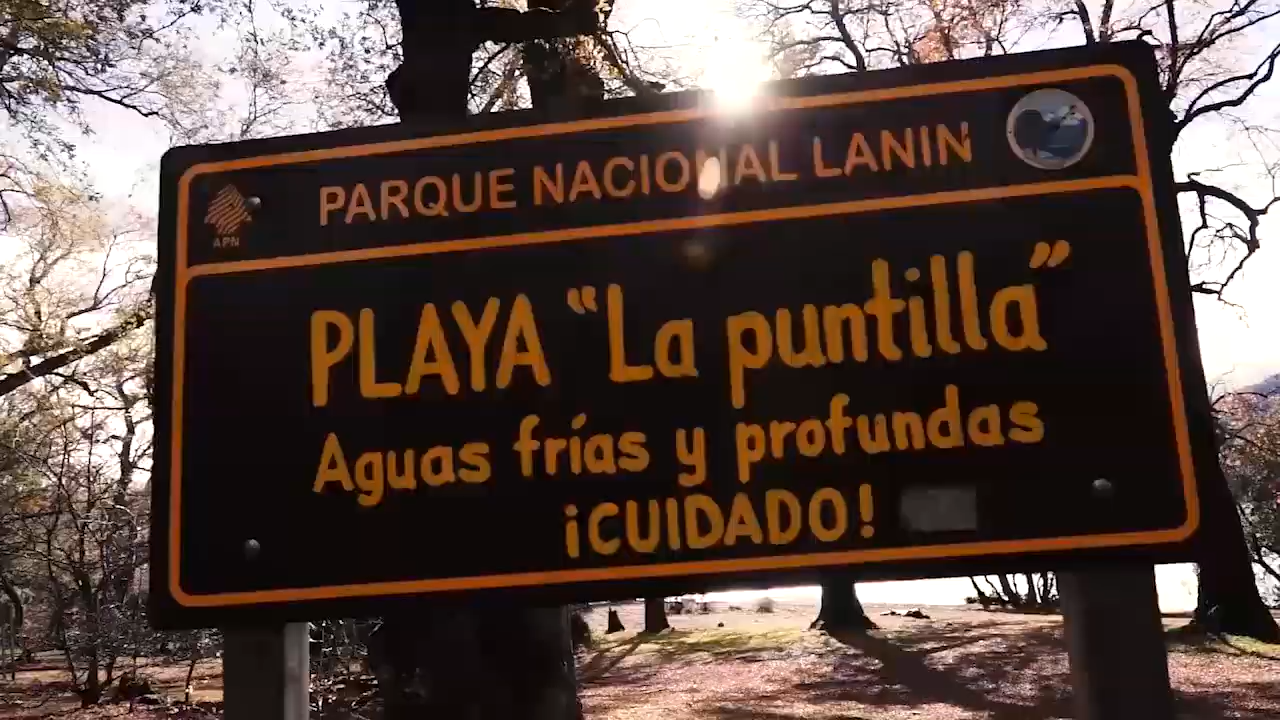 PARQUE NACIONAL LANIN
APN
PLAYA "La puntilla"
Aguas frías y profundas
¡CUIDADO!